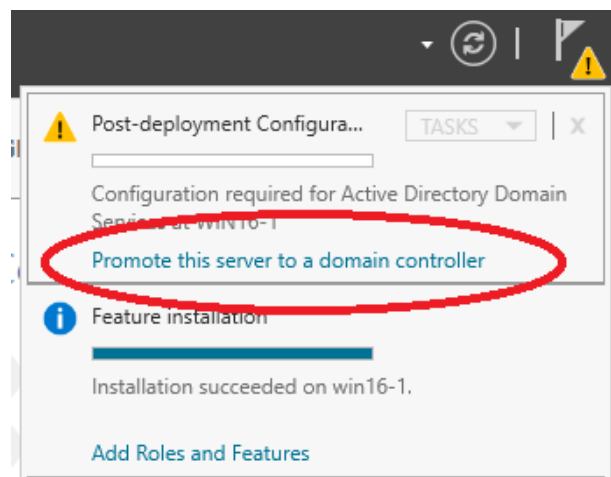 Post-deployment Configura...
TASKS
X
Configuration required for Active Directory Domain
Services at WIN16-1
Promote this server to a domain controller
Feature installation
Installation succeeded on win16-1.
Add Roles and Features